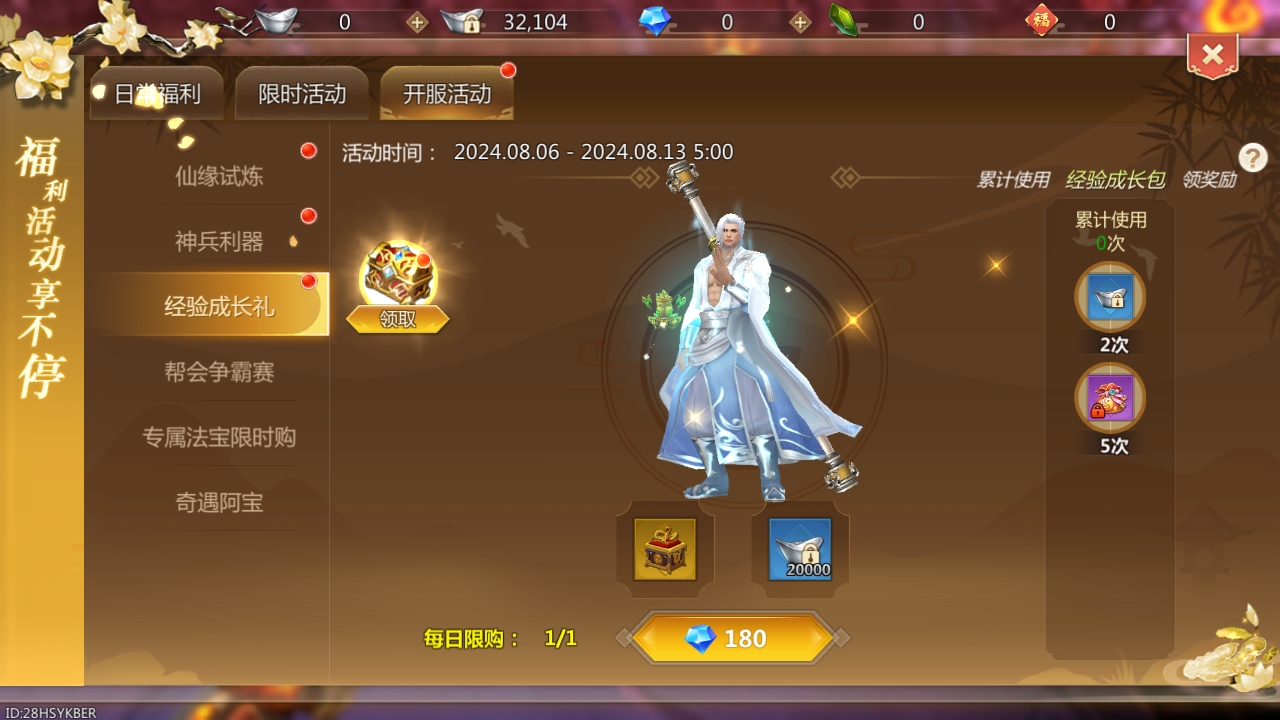 0
32,104
0
0
福
0
日常福利
限时活动
开服活动
福利活动享不停
仙缘试炼
神兵利器
经验成长礼
帮会争霸赛
专属法宝限时购
奇遇阿宝
活动时间： 2024.08.06 - 2024.08.13 5:00
领取
累计使用 经验成长包 领奖励
累计使用
0次
2次
5次
20000
每日限购： 1/1
180
ID:28HSYKBER